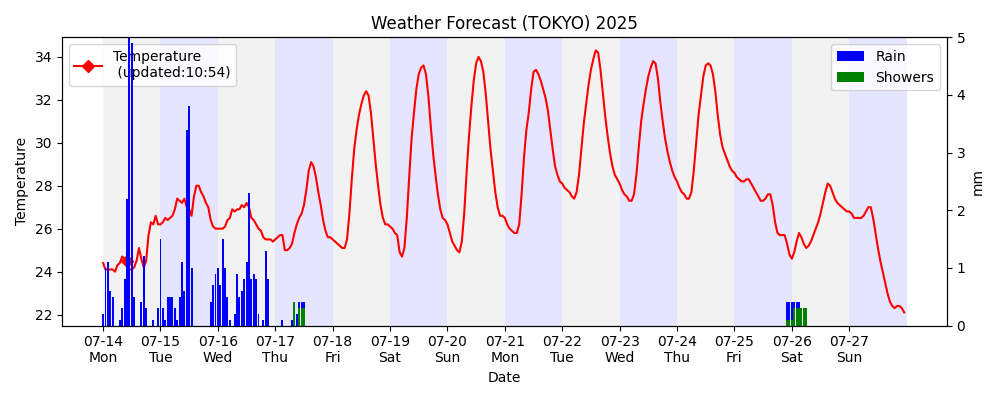 Weather Forecast (TOKYO) 2025
Temperature
(updated:10:54)
Rain
Showers
Temperature
34
32
30
28
26
24
22
5
4
3
2
1
0
mm
07-14 07-15 07-16 07-17 07-18 07-19 07-20 07-21 07-22 07-23 07-24 07-25 07-26 07-27
Mon Tue Wed Thu Fri Sat Sun Mon Tue Wed Thu Fri Sat Sun
Date